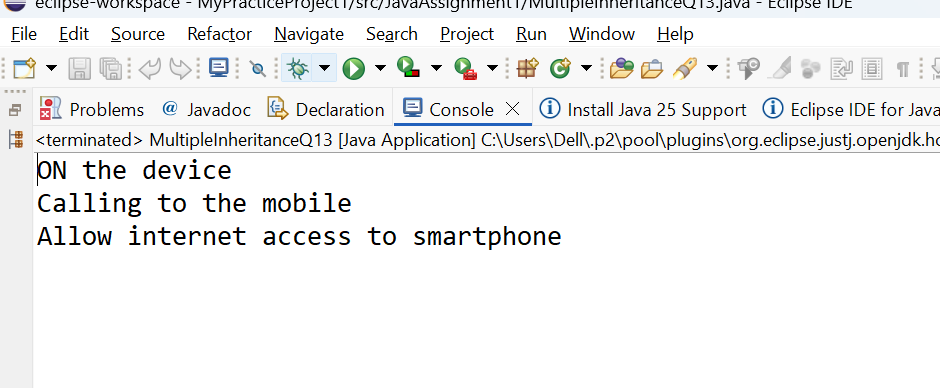 eclipse-workspace - MyPracticeProject1/src/JavaAssignment1/MultipleInheritanceQ13.java - Eclipse IDE
File Edit Source Refactor Navigate Search Project Run Window Help
Problems @ Javadoc Declaration Console Install Java 25 Support Eclipse IDE for Java
<terminated> MultipleInheritanceQ13 [Java Application] C:\Users\Dell\.p2\pool\plugins\org.eclipse.justj.openjdk.ho
ON the device
Calling to the mobile
Allow internet access to smartphone